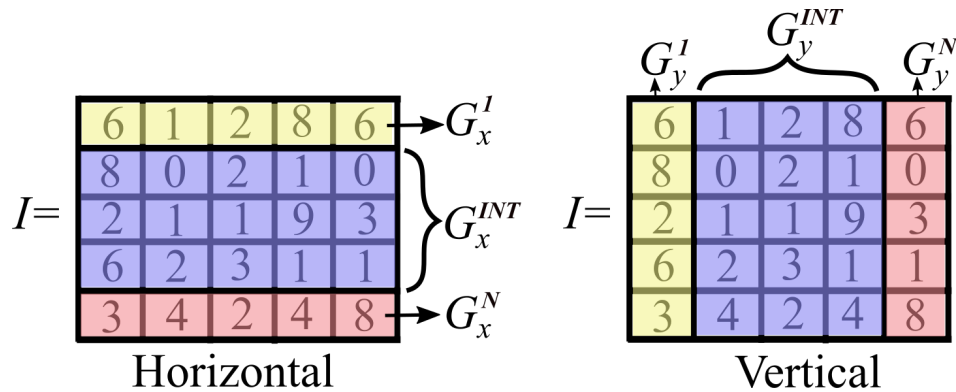 G_y^INT
G_y^1 G_y^N
6 1 2 8 6 G_x^1 6 1 2 8 6
8 0 2 1 0 8 0 2 1 0
I= 2 1 1 9 3 G_x^INT I= 2 1 1 9 3
6 2 3 1 1 6 2 3 1 1
3 4 2 4 8 G_x^N 3 4 2 4 8
Horizontal Vertical